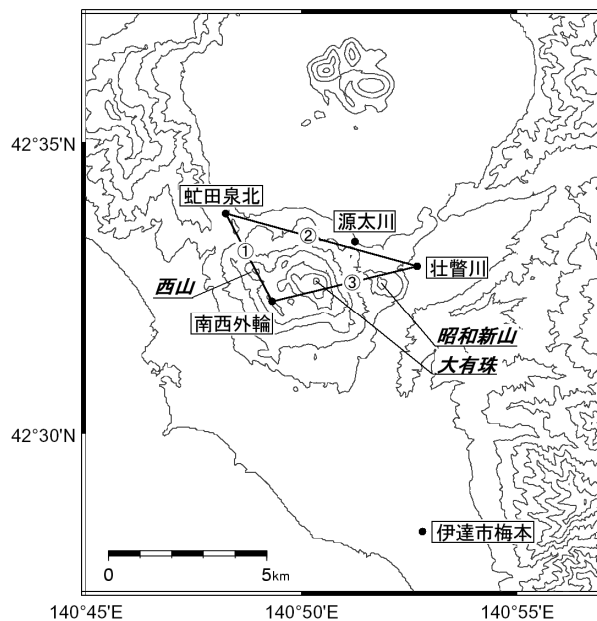 42°35'N
虻田泉北
源太川
②
壮瞥川
①
西山
③
南西外輪
昭和新山
大有珠
42°30'N
伊達市梅本
0 5km
140°45'E 140°50'E 140°55'E